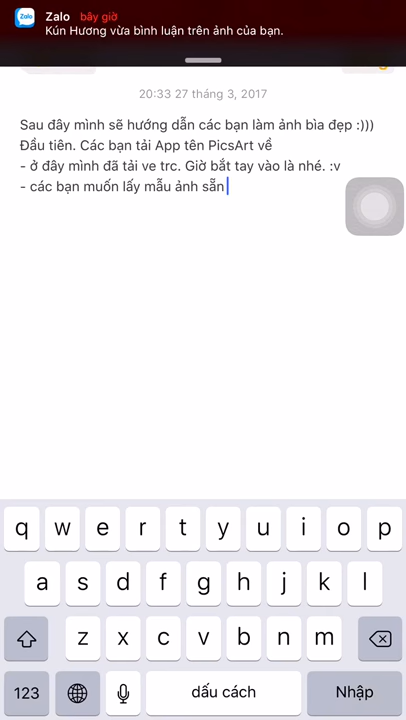 Zalo bây giờ
Kún Hương vừa bình luận trên ảnh của bạn.
20:33 27 tháng 3, 2017
Sau đây mình sẽ hướng dẫn các bạn làm ảnh bìa đẹp :)))
Đầu tiên. Các bạn tải App tên PicsArt về
- ở đây mình đã tải ve trc. Giờ bắt tay vào là nhé. :v
- các bạn muốn lấy mẫu ảnh sẵn
q w e r t y u i o p
a s d f g h j k l
z x c v b n m
123 dấu cách Nhập